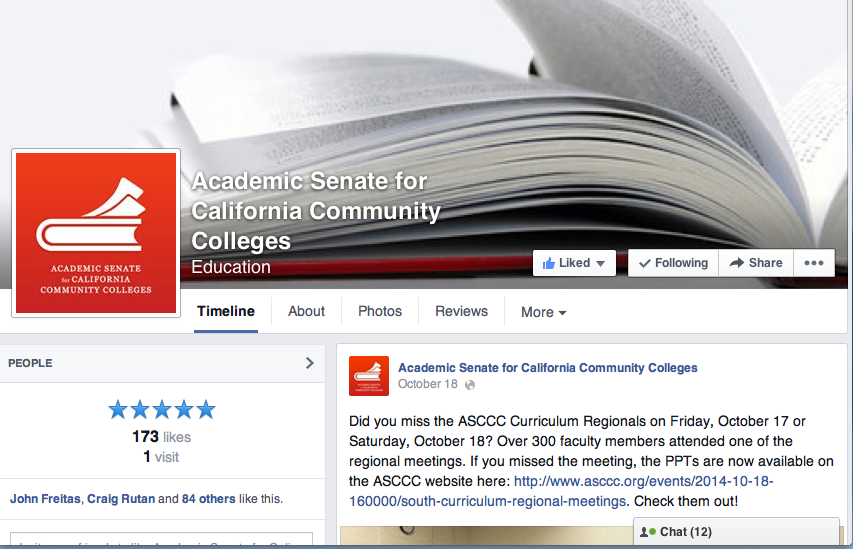 Academic Senate for
California Community
Colleges
Education
ACADEMIC SENATE
for CALIFORNIA
COMMUNITY COLLEGES
Liked
Following
Share
Timeline
About
Photos
Reviews
More
PEOPLE
173 likes
1 visit
John Freitas, Craig Rutan and 84 others like this.
Academic Senate for California Community Colleges
October 18
Did you miss the ASCCC Curriculum Regionals on Friday, October 17 or
Saturday, October 18? Over 300 faculty members attended one of the
regional meetings. If you missed the meeting, the PPTs are now available on
the ASCCC website here: http://www.asccc.org/events/2014-10-18-
160000/south-curriculum-regional-meetings. Check them out!
Chat (12)